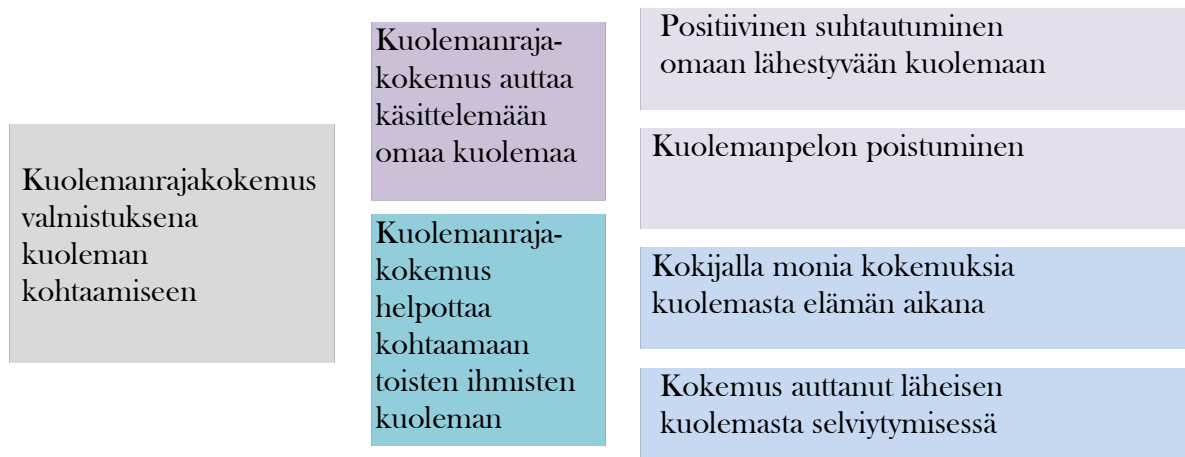 Kuolemanrajakokemus
valmistuksena
kuoleman
kohtaamiseen
Kuolemanraja-
kokemus auttaa
käsittelemään
omaa kuolemaa
Kuolemanraja-
kokemus
helpottaa
kohtaamaan
toisten ihmisten
kuoleman
Positiivinen suhtautuminen
omaan lähestyvään kuolemaan
Kuolemanpelon poistuminen
Kokijalla monia kokemuksia
kuolemasta elämän aikana
Kokemus auttanut läheisen
kuolemasta selviytymisessä